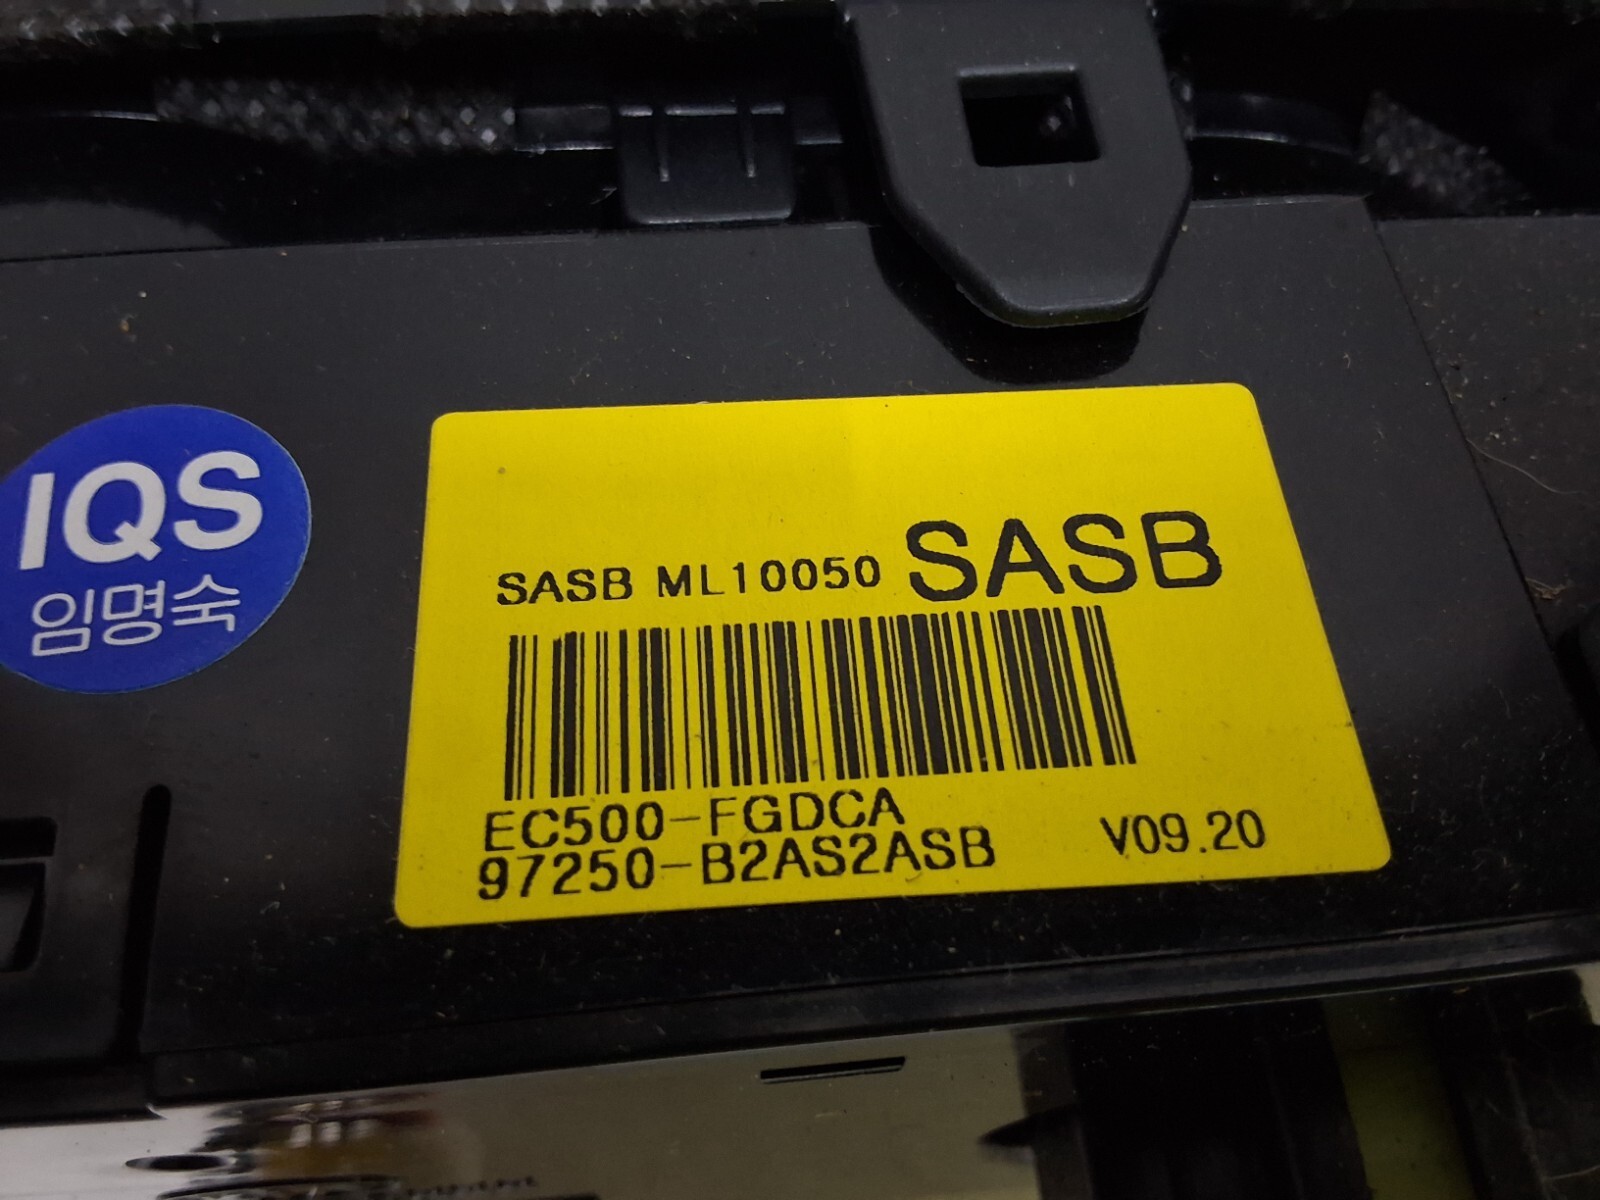 IQS
임명숙
SASB ML10050 SASB
EC500-FGDCA
97250-B2AS2ASB V09.20